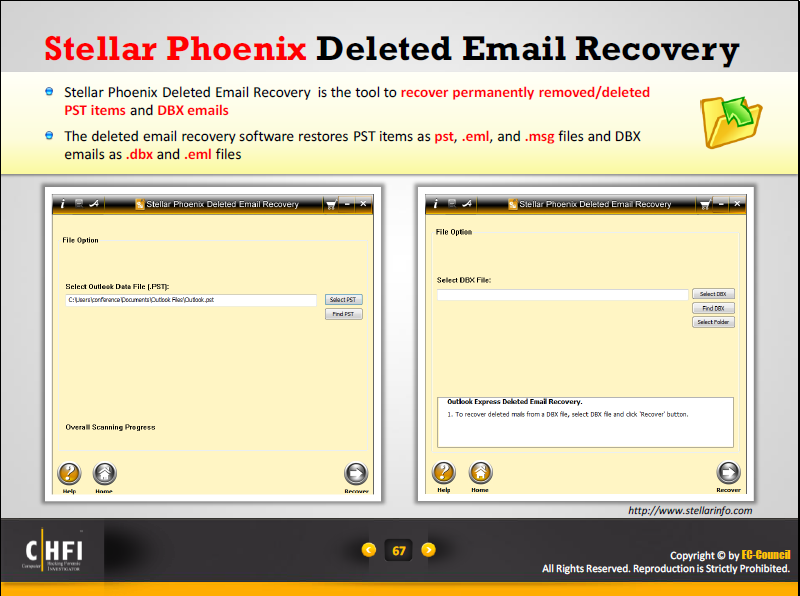 Stellar Phoenix Deleted Email Recovery
Stellar Phoenix Deleted Email Recovery is the tool to recover permanently removed/deleted
PST items and DBX emails
The deleted email recovery software restores PST items as pst, .eml, and .msg files and DBX
emails as .dbx and .eml files
Stellar Phoenix Deleted Email Recovery
File Option
Select Outlook Data File (.PST):
C:\Users\conference\Documents\Outlook Files\Outlook.pst
Select PST
Find PST
Overall Scanning Progress
Help
Home
Recover
Stellar Phoenix Deleted Email Recovery
File Option
Select DBX File:
Select DBX
Find DBX
Select Folder
Outlook Express Deleted Email Recovery.
1. To recover deleted mails from a DBX file, select DBX file and click 'Recover' button.
Help
Home
Recover
http://www.stellarinfo.com
CHFI
Computer Hacking Forensic
INVESTIGATOR
67
Copyright © by EC-Council
All Rights Reserved. Reproduction is Strictly Prohibited.